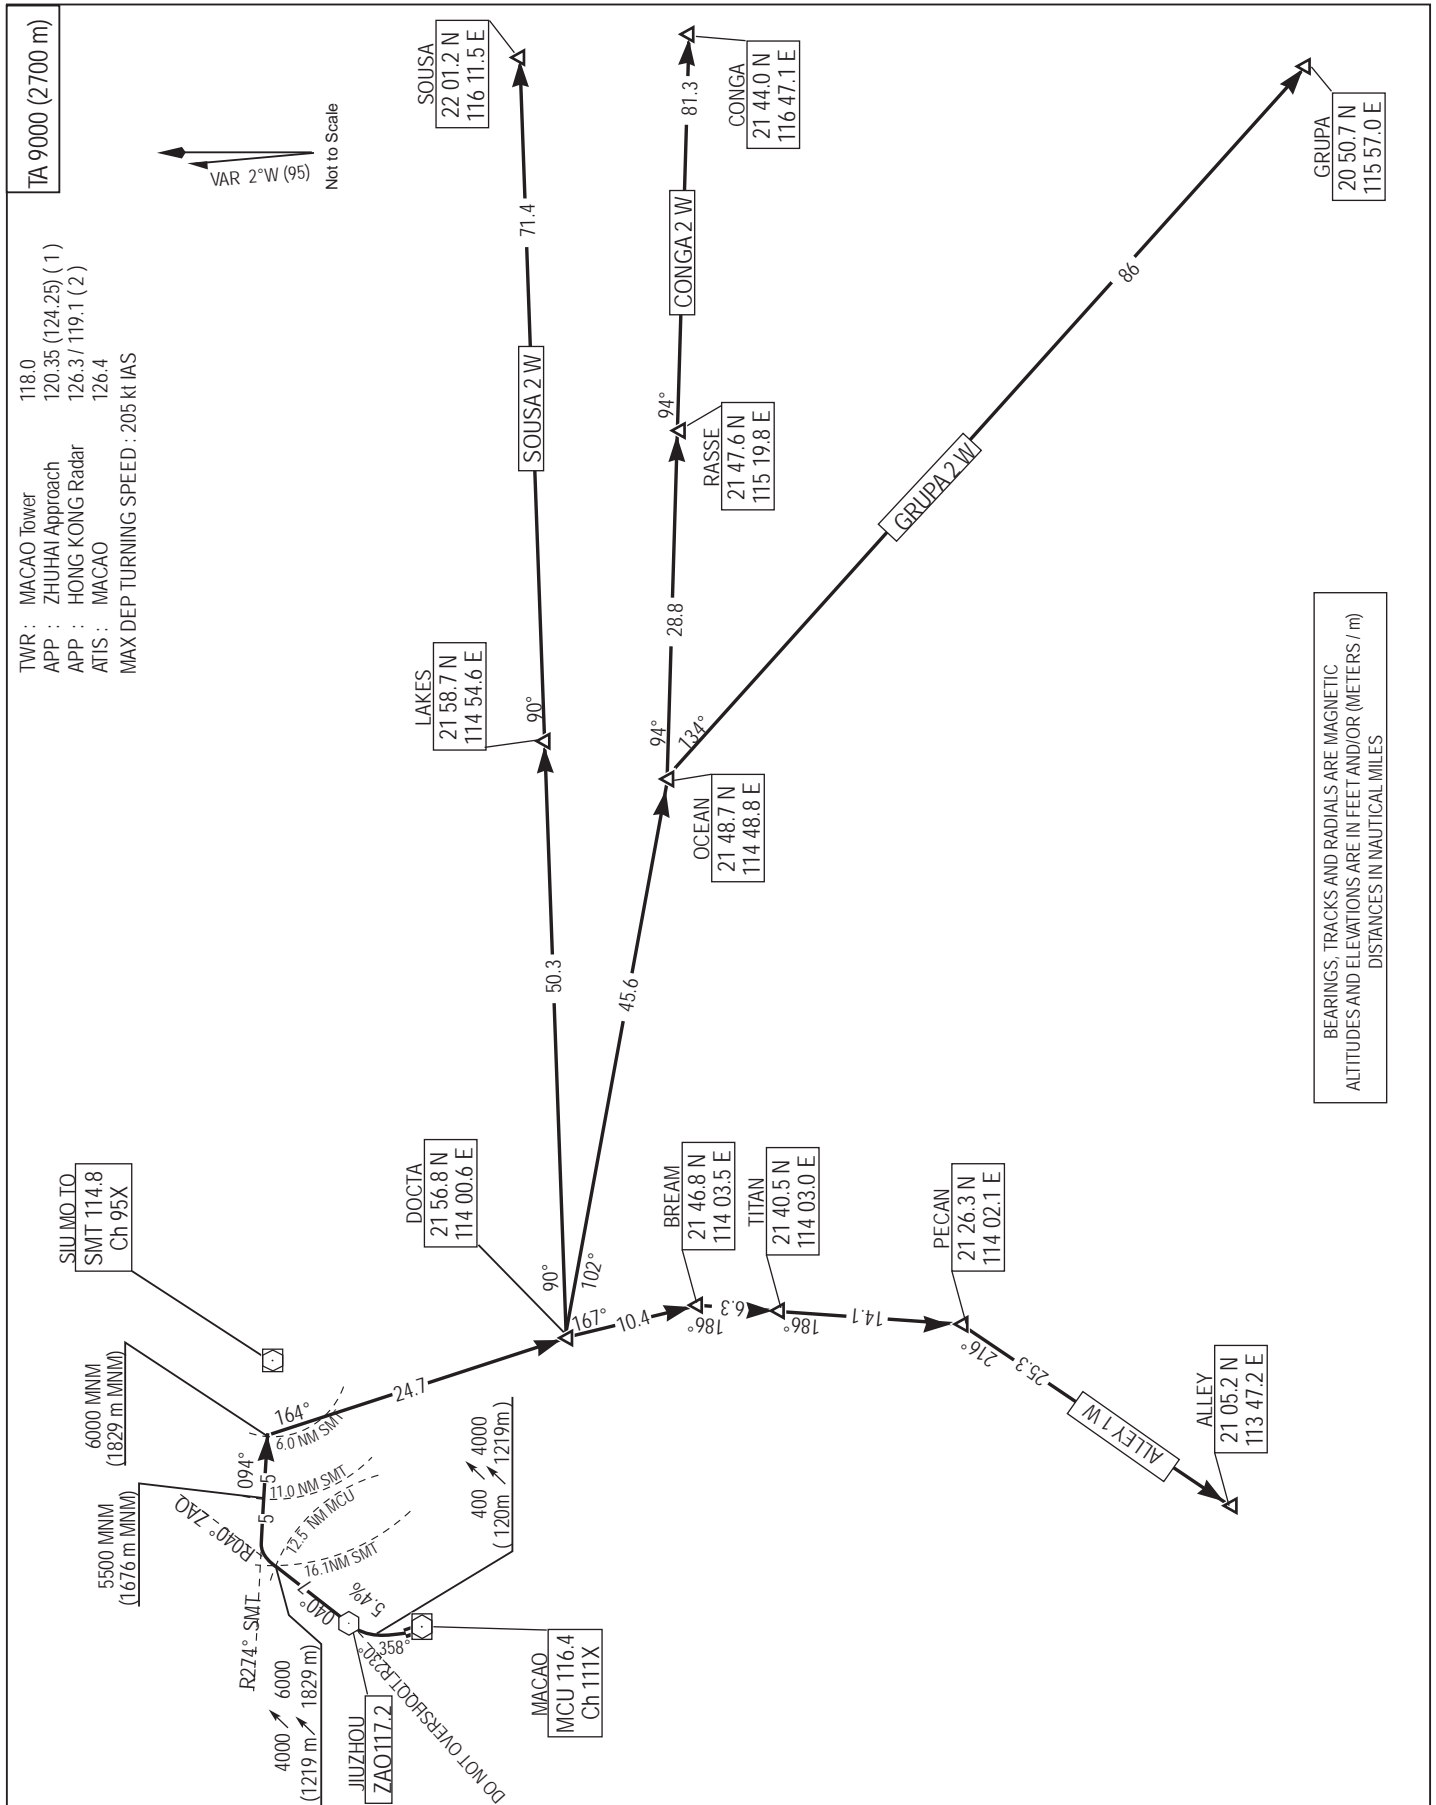 TA 9000 (2700 m)
TWR : MACAO Tower 118.0
APP : ZHUHAI Approach 120.35 (124.25) ( 1 )
APP : HONG KONG Radar 126.3 / 119.1 ( 2 )
ATIS : MACAO 126.4
MAX DEP TURNING SPEED : 205 kt IAS
VAR 2°W (95)
Not to Scale
SOUSA
22 01.2 N
116 11.5 E
CONGA
21 44.0 N
116 47.1 E
GRUPA
20 50.7 N
115 57.0 E
71.4
81.3
86
SOUSA 2 W
CONGA 2 W
GRUPA 2 W
94°
RASSE
21 47.6 N
115 19.8 E
28.8
LAKES
21 58.7 N
114 54.6 E
90°
94°
134°
OCEAN
21 48.7 N
114 48.8 E
50.3
45.6
BEARINGS, TRACKS AND RADIALS ARE MAGNETIC
ALTITUDES AND ELEVATIONS ARE IN FEET AND/OR (METERS / m)
DISTANCES IN NAUTICAL MILES
SIU MO TO
SMT 114.8
Ch 95X
DOCTA
21 56.8 N
114 00.6 E
90°
102°
167°
10.4
BREAM
21 46.8 N
114 03.5 E
186°
6.3
TITAN
21 40.5 N
114 03.0 E
186°
14.1
PECAN
21 26.3 N
114 02.1 E
216°
25.3
ALLEY 1 W
ALLEY
21 05.2 N
113 47.2 E
6000 MNM
(1829 m MNM)
164°
24.7
6.0 NM SMT
094°
5
5
5500 MNM
(1676 m MNM)
11.0 NM SMT
12.5 NM MCU
16.1NM SMT
R040° ZAO
R274° SMT
7
040°
5.4%
358°
400 4000
( 120m 1219m )
4000 6000
(1219 m 1829 m)
JIUZHOU
ZAO117.2
DO NOT OVERSHOOT R230°
MACAO
MCU 116.4
Ch 111X